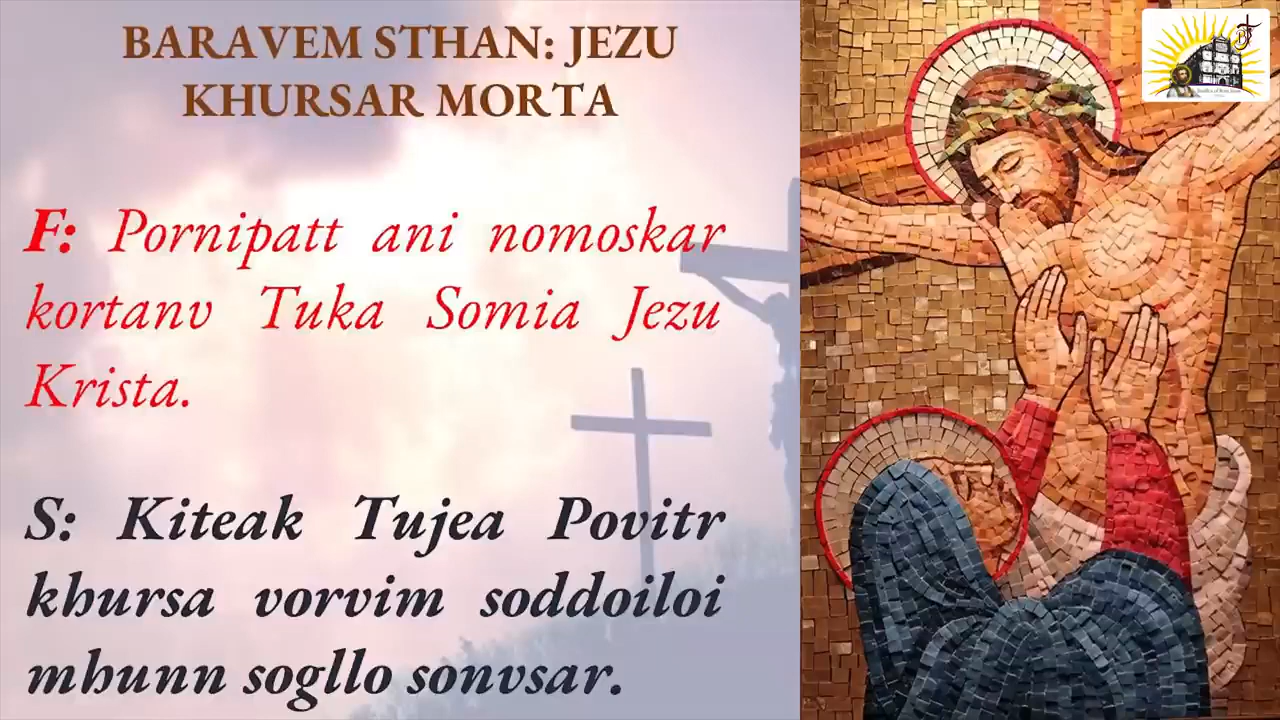 BARAVEM STHAN: JEZU
KHURSAR MORTA
F: Pornipatt ani nomoskar
kortanv Tuka Somia Jezu
Krista.
S: Kiteak Tujea Povitr
khursa vorvim soddoiloi
mhunn sogllo sonvsar.